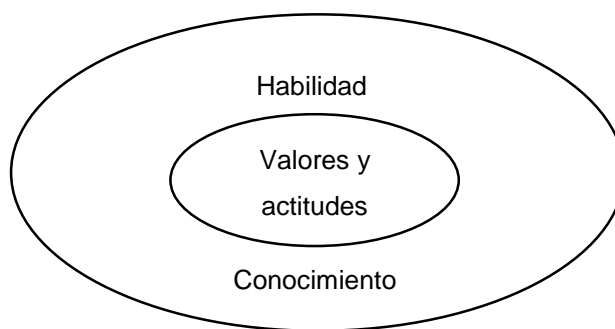 Habilidad
Valores y
actitudes
Conocimiento